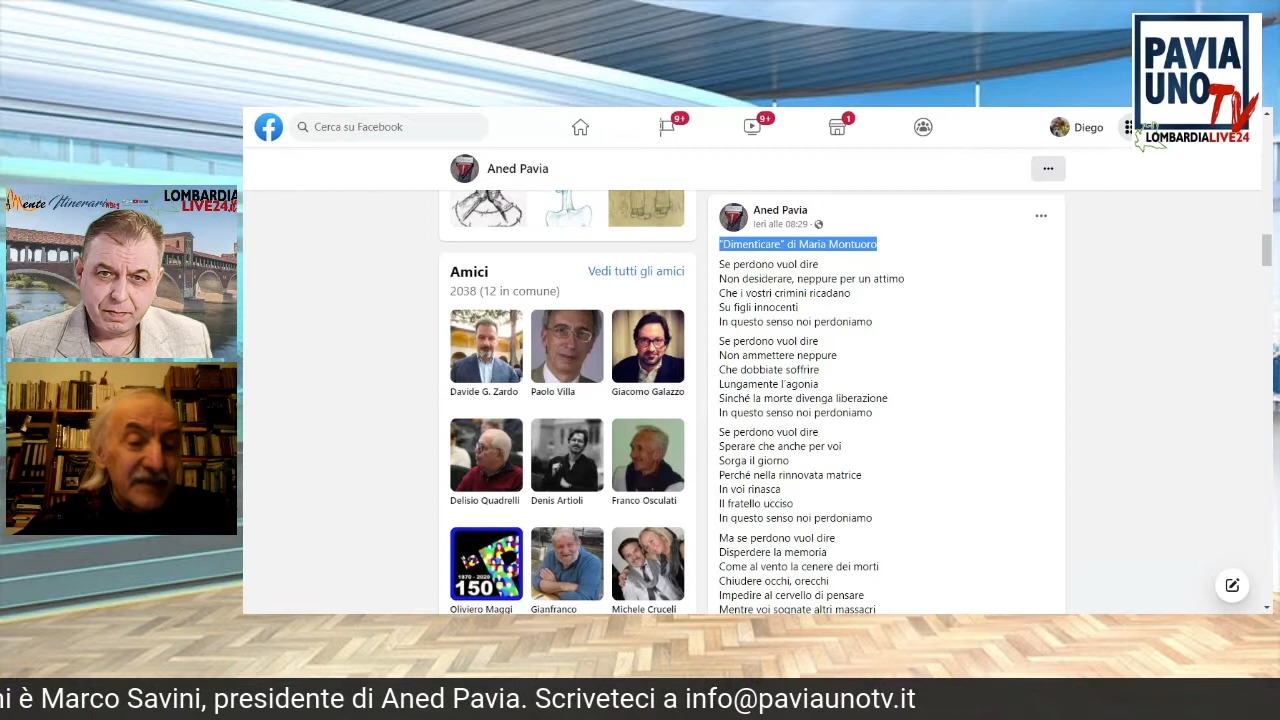 PAVIA
UNO TV
LOMBARDIALIVE24
Cerca su Facebook
9+
9+
1
Diego
Aned Pavia
Mente Itinerari
LOMBARDIA
LIVE24
Aned Pavia
Ieri alle 08:29 ·
"Dimenticare" di Maria Montuoro
Se perdono vuol dire
Non desiderare, neppure per un attimo
Che i vostri crimini ricadano
Su figli innocenti
In questo senso noi perdoniamo
Se perdono vuol dire
Non ammettere neppure
Che dobbiate soffrire
Lungamente l'agonia
Sinché la morte divenga liberazione
In questo senso noi perdoniamo
Se perdono vuol dire
Sperare che anche per voi
Sorga il giorno
Perché nella rinnovata matrice
In voi rinasca
Il fratello ucciso
In questo senso noi perdoniamo
Ma se perdono vuol dire
Disperdere la memoria
Come al vento la cenere dei morti
Chiudere occhi, orecchi
Impedire al cervello di pensare
Mentre voi sognate altri massacri
Amici
Vedi tutti gli amici
2038 (12 in comune)
Davide G. Zardo
Paolo Villa
Giacomo Galazzo
Delisio Quadrelli
Denis Artioli
Franco Osculati
1870 - 2020
150
Oliviero Maggi
Gianfranco
Michele Cruceli
ni è Marco Savini, presidente di Aned Pavia. Scriveteci a info@paviaunotv.it